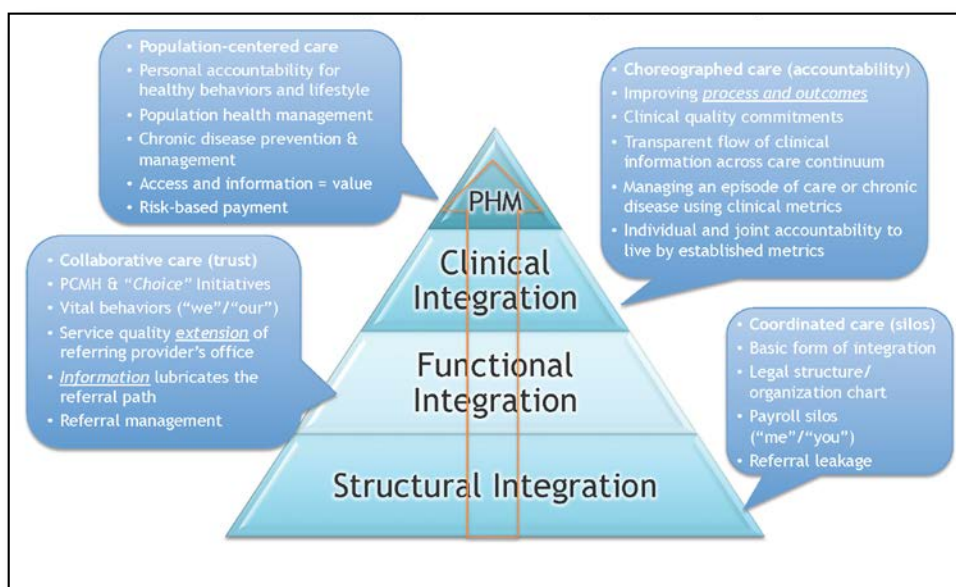 • Population-centered care
• Personal accountability for
healthy behaviors and lifestyle
• Population health management
• Chronic disease prevention &
management
• Access and information = value
• Risk-based payment
• Choreographed care (accountability)
• Improving process and outcomes
• Clinical quality commitments
• Transparent flow of clinical
information across care continuum
• Managing an episode of care or chronic
disease using clinical metrics
• Individual and joint accountability to
live by established metrics
PHM
Clinical
Integration
• Collaborative care (trust)
• PCMH & "Choice" Initiatives
• Vital behaviors ("we"/"our")
• Service quality extension of
referring provider's office
• Information lubricates the
referral path
• Referral management
Functional
Integration
• Coordinated care (silos)
• Basic form of integration
• Legal structure/
organization chart
• Payroll silos
("me"/"you")
• Referral leakage
Structural Integration